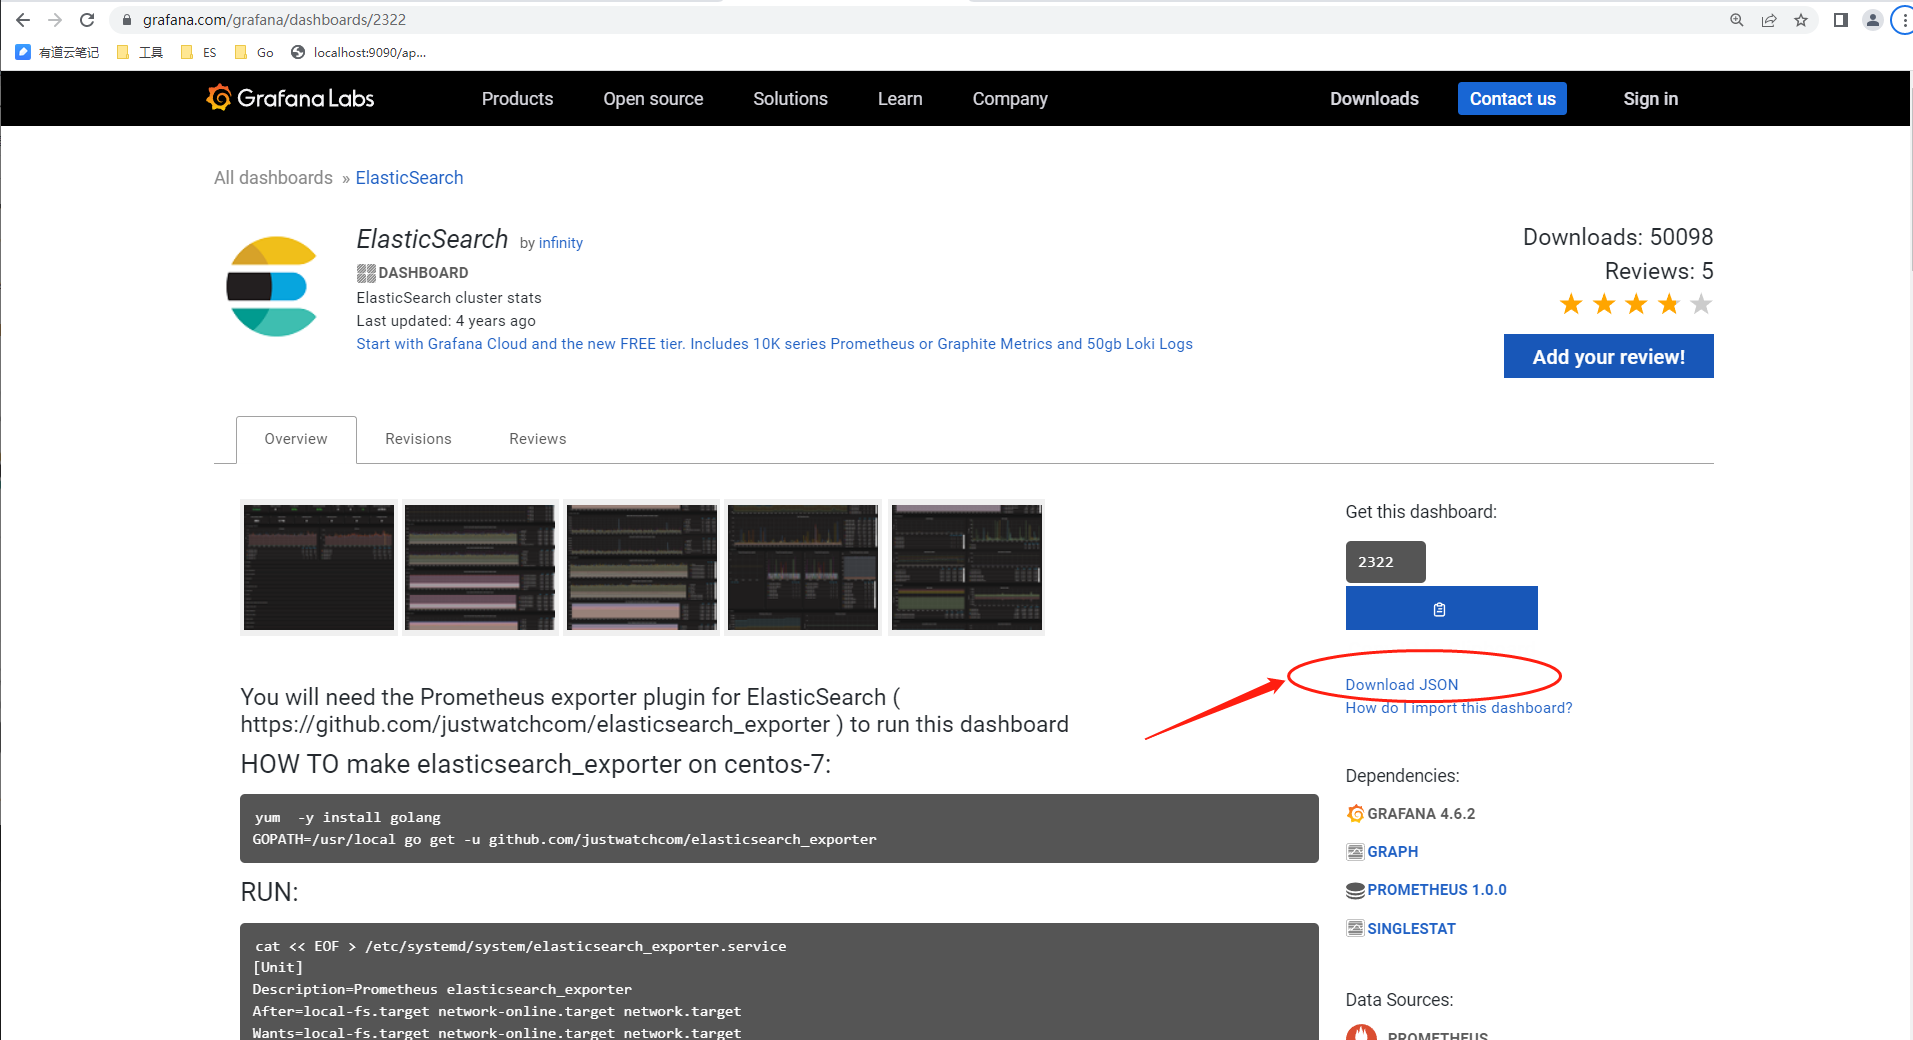 grafana.com/grafana/dashboards/2322
有道云笔记 工具 ES Go localhost:9090/ap...
Grafana Labs Products Open source Solutions Learn Company Downloads Contact us Sign in
All dashboards » ElasticSearch
ElasticSearch by infinity
DASHBOARD
ElasticSearch cluster stats
Last updated: 4 years ago
Start with Grafana Cloud and the new FREE tier. Includes 10K series Prometheus or Graphite Metrics and 50gb Loki Logs
Downloads: 50098
Reviews: 5
Add your review!
Overview Revisions Reviews
You will need the Prometheus exporter plugin for ElasticSearch (
https://github.com/justwatchcom/elasticsearch_exporter ) to run this dashboard
HOW TO make elasticsearch_exporter on centos-7:
yum  -y install golang
GOPATH=/usr/local go get -u github.com/justwatchcom/elasticsearch_exporter
RUN:
cat << EOF > /etc/systemd/system/elasticsearch_exporter.service
[Unit]
Description=Prometheus elasticsearch_exporter
After=local-fs.target network-online.target network.target
Wants=local-fs.target network-online.target network.target
Get this dashboard:
2322
Download JSON
How do I import this dashboard?
Dependencies:
GRAFANA 4.6.2
GRAPH
PROMETHEUS 1.0.0
SINGLESTAT
Data Sources:
PROMETHEUS